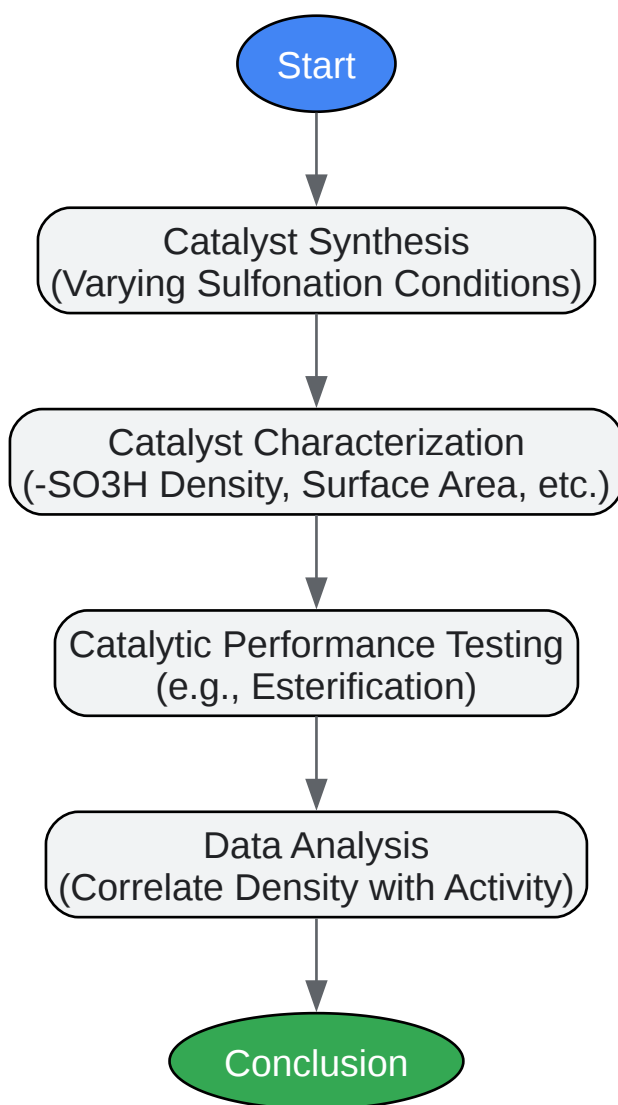 Start
Catalyst Synthesis
(Varying Sulfonation Conditions)
Catalyst Characterization
(-SO3H Density, Surface Area, etc.)
Catalytic Performance Testing
(e.g., Esterification)
Data Analysis
(Correlate Density with Activity)
Conclusion